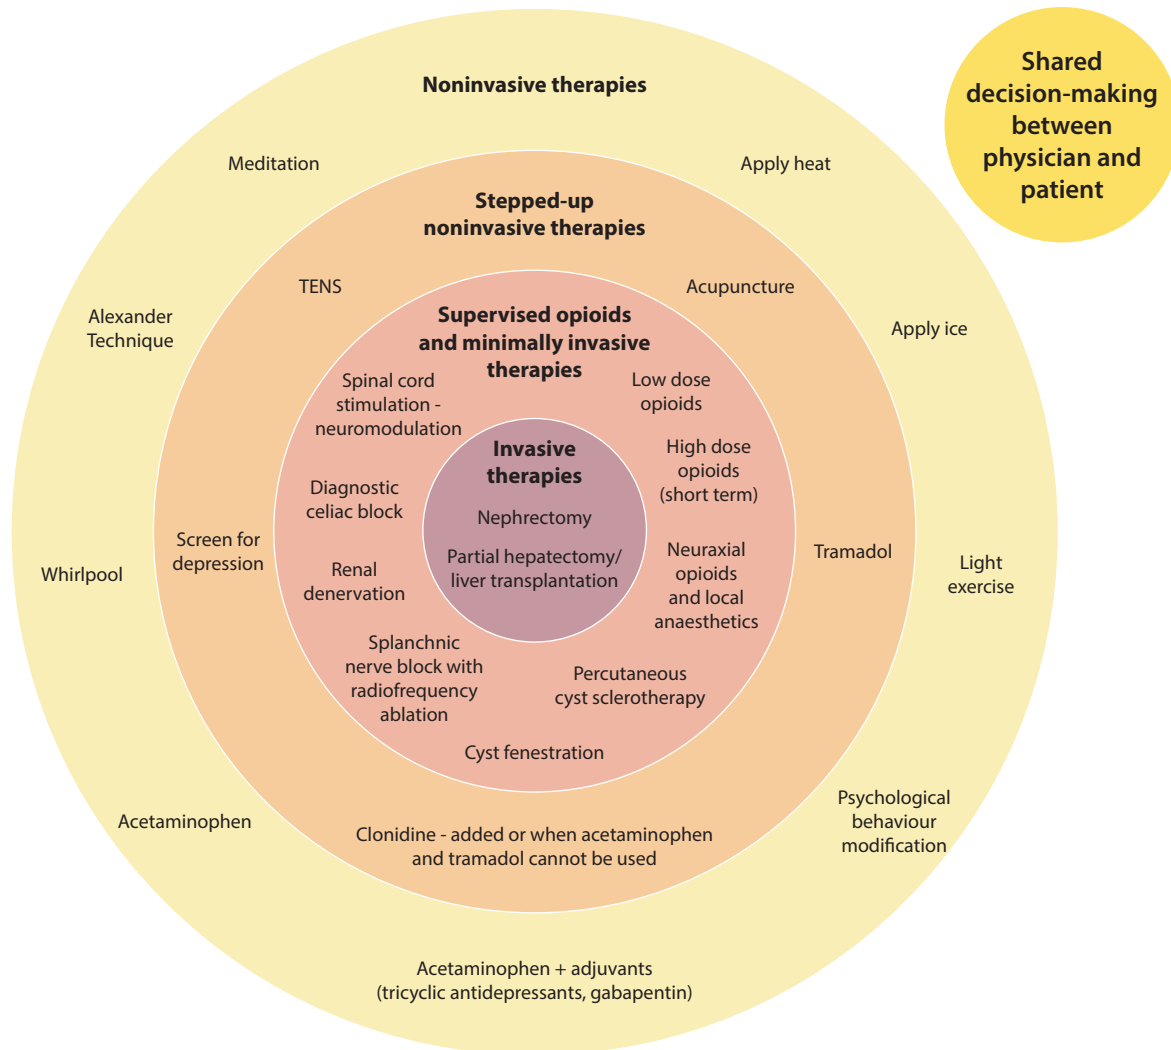 Shared
decision-making
between
physician and
patient
Noninvasive therapies
Meditation
Apply heat
Alexander
Technique
Apply ice
Whirlpool
Light
exercise
Acetaminophen
Psychological
behaviour
modification
Acetaminophen + adjuvants
(tricyclic antidepressants, gabapentin)
Stepped-up
noninvasive therapies
TENS
Acupuncture
Screen for
depression
Tramadol
Clonidine - added or when acetaminophen
and tramadol cannot be used
Supervised opioids
and minimally invasive
therapies
Spinal cord
stimulation -
neuromodulation
Low dose
opioids
High dose
opioids
(short term)
Diagnostic
celiac block
Renal
denervation
Neuraxial
opioids
and local
anaesthetics
Splanchnic
nerve block with
radiofrequency
ablation
Percutaneous
cyst sclerotherapy
Cyst fenestration
Invasive
therapies
Nephrectomy
Partial hepatectomy/
liver transplantation